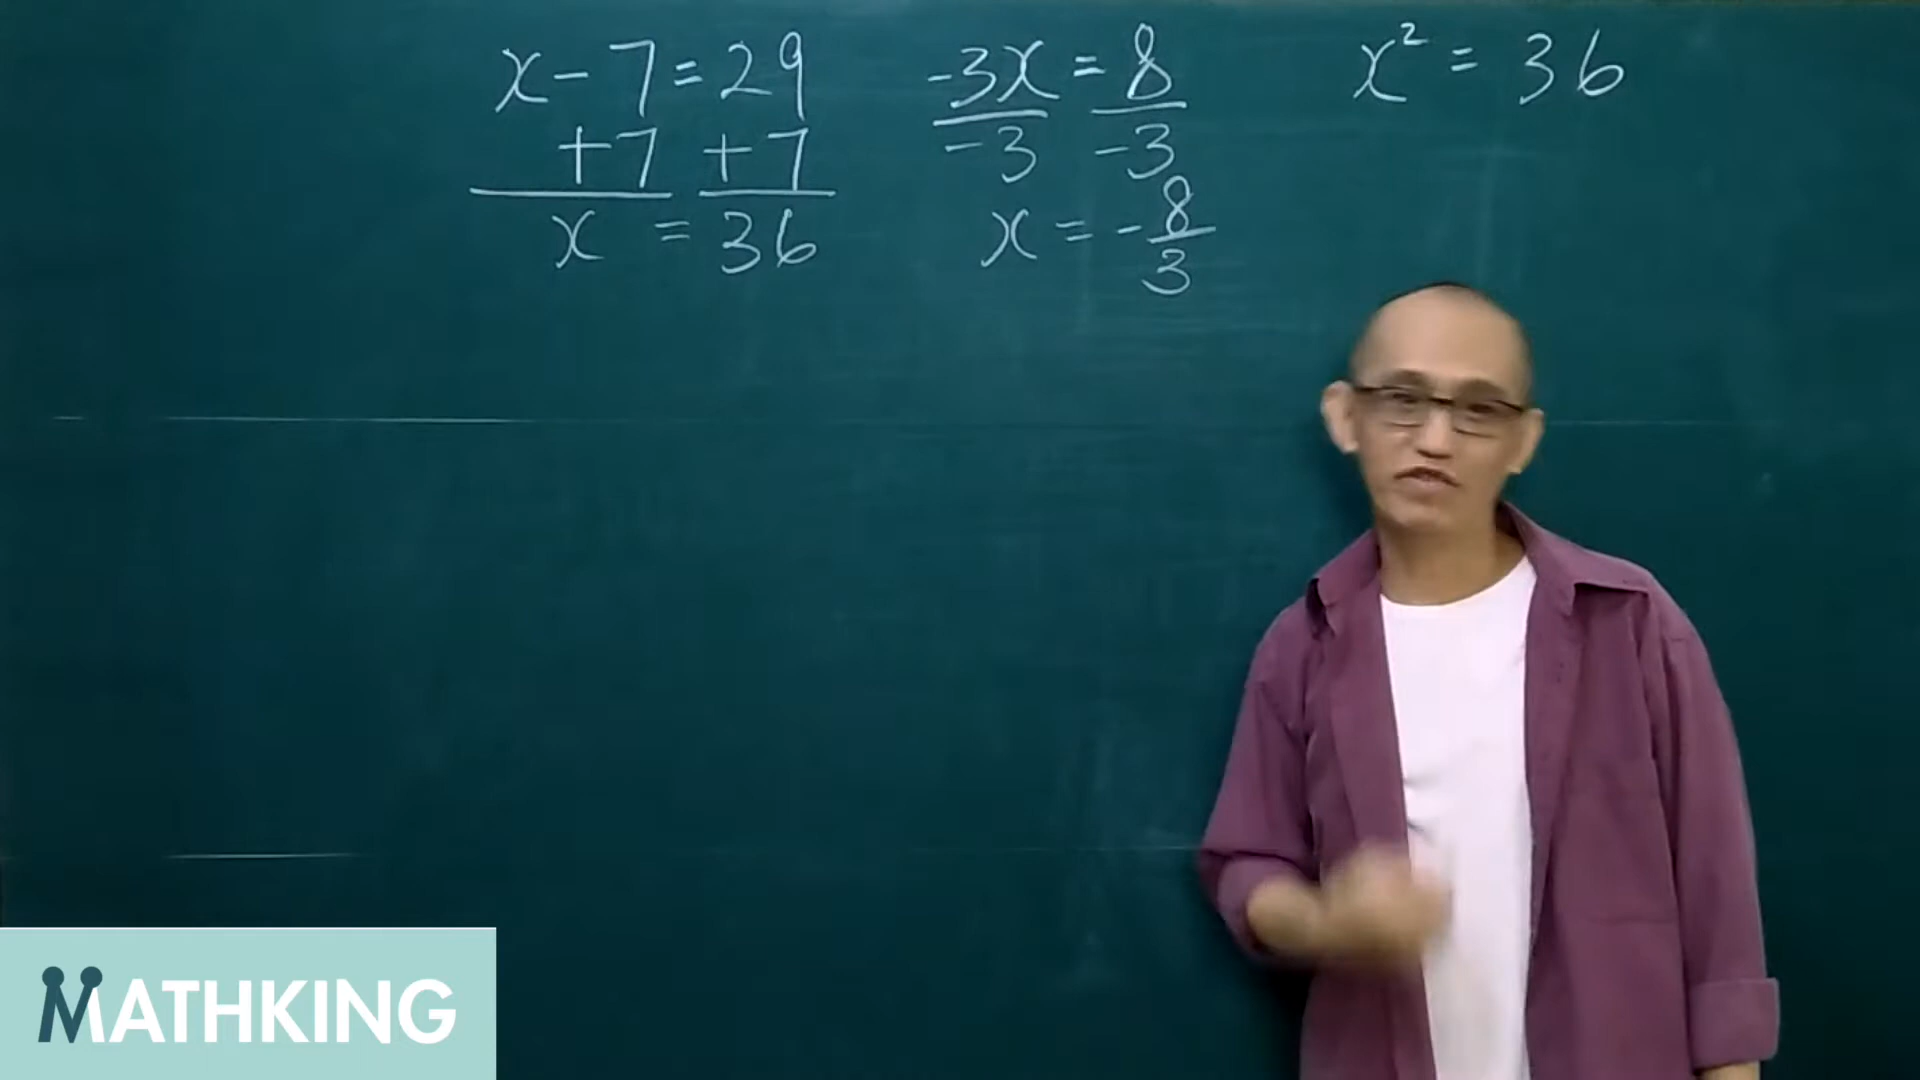 x - 7 = 29
+7 +7
x = 36
-3x = 8
-3 -3
x = -8/3
x² = 36
MATHKING